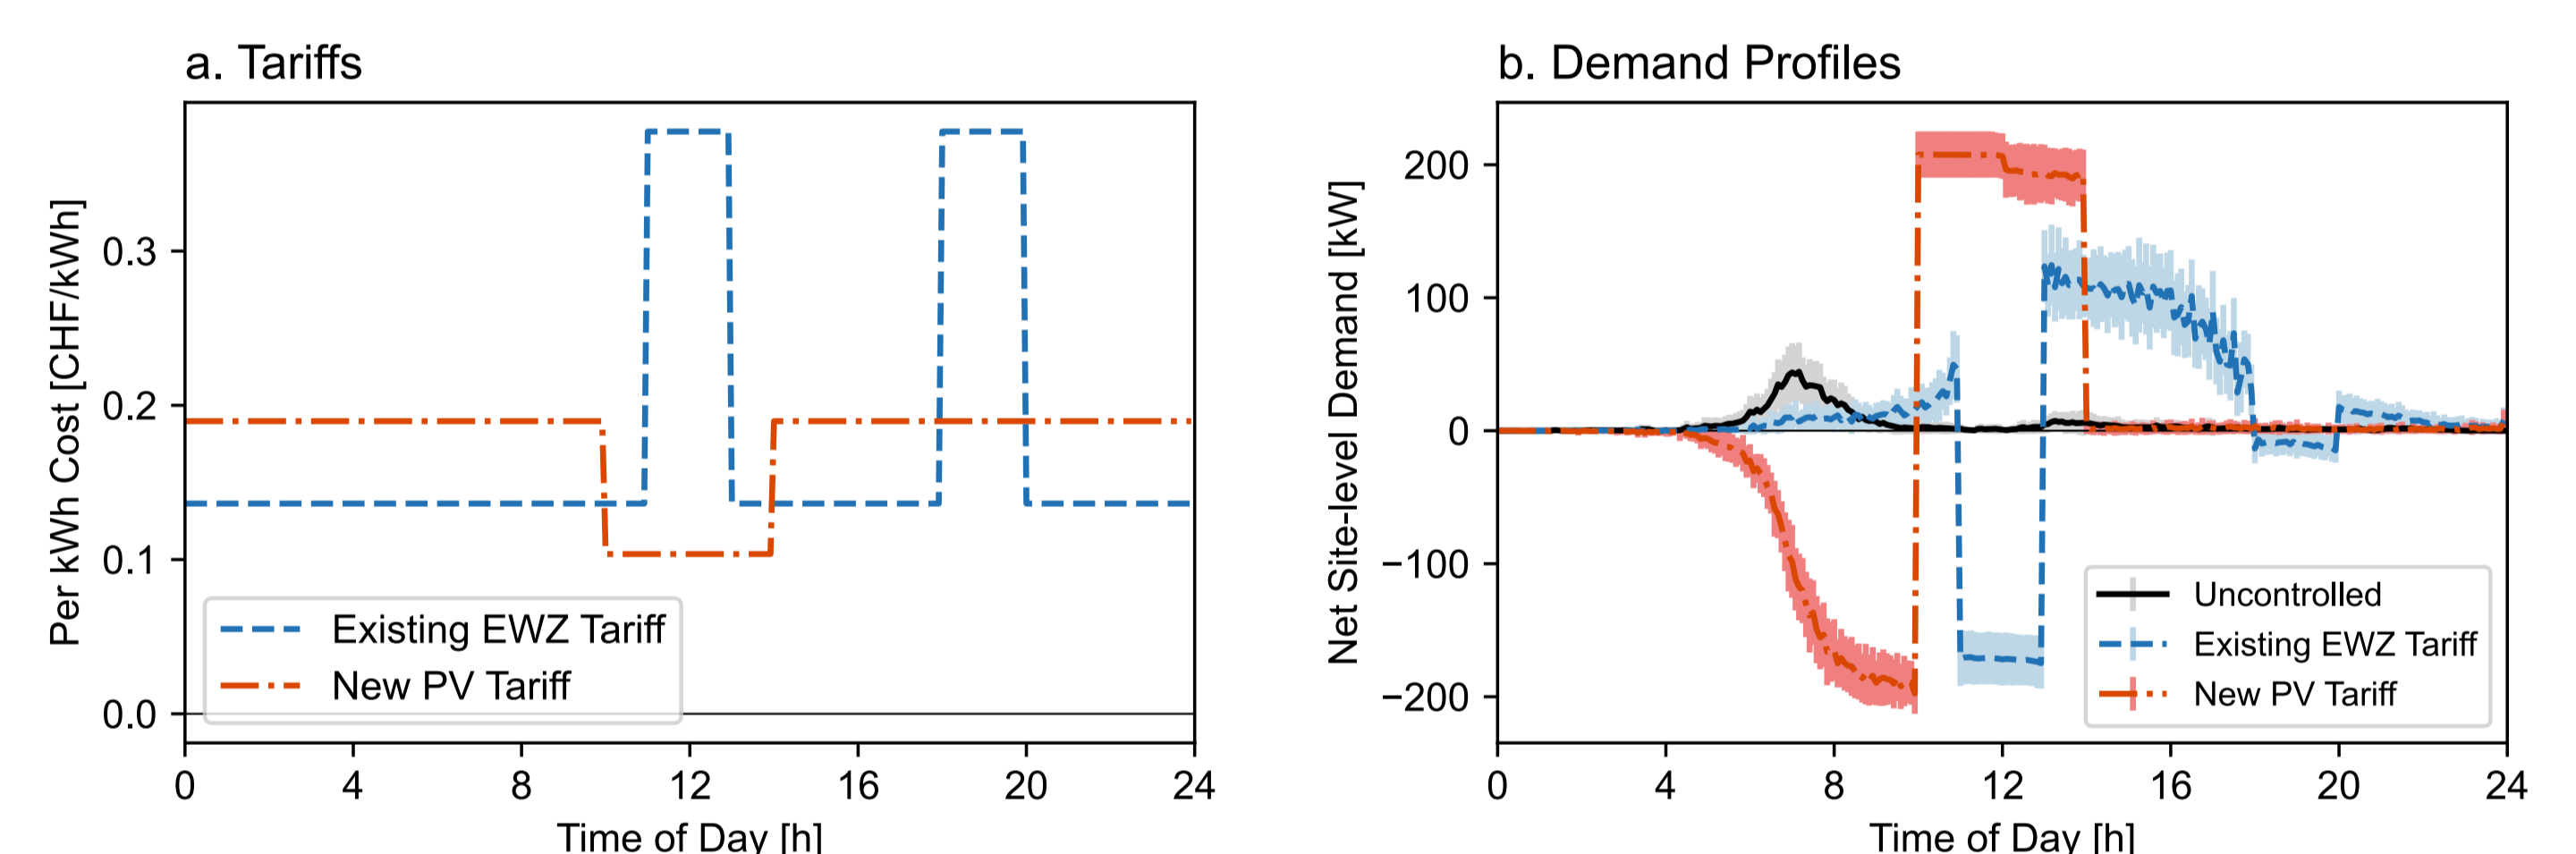 a. Tariffs
Per kWh Cost [CHF/kWh]
0.3
0.2
0.1
0.0
Existing EWZ Tariff
New PV Tariff
0 4 8 12 16 20 24
Time of Day [h]
b. Demand Profiles
Net Site-level Demand [kW]
200
100
0
−100
−200
Uncontrolled
Existing EWZ Tariff
New PV Tariff
0 4 8 12 16 20 24
Time of Day [h]